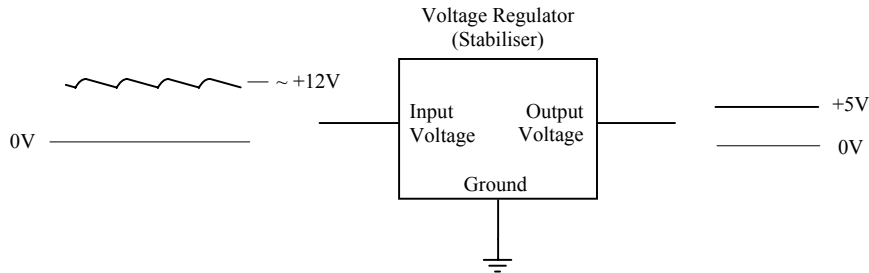 Voltage Regulator
(Stabiliser)
~ +12V
0V
Input
Voltage
Output
Voltage
Ground
+5V
0V